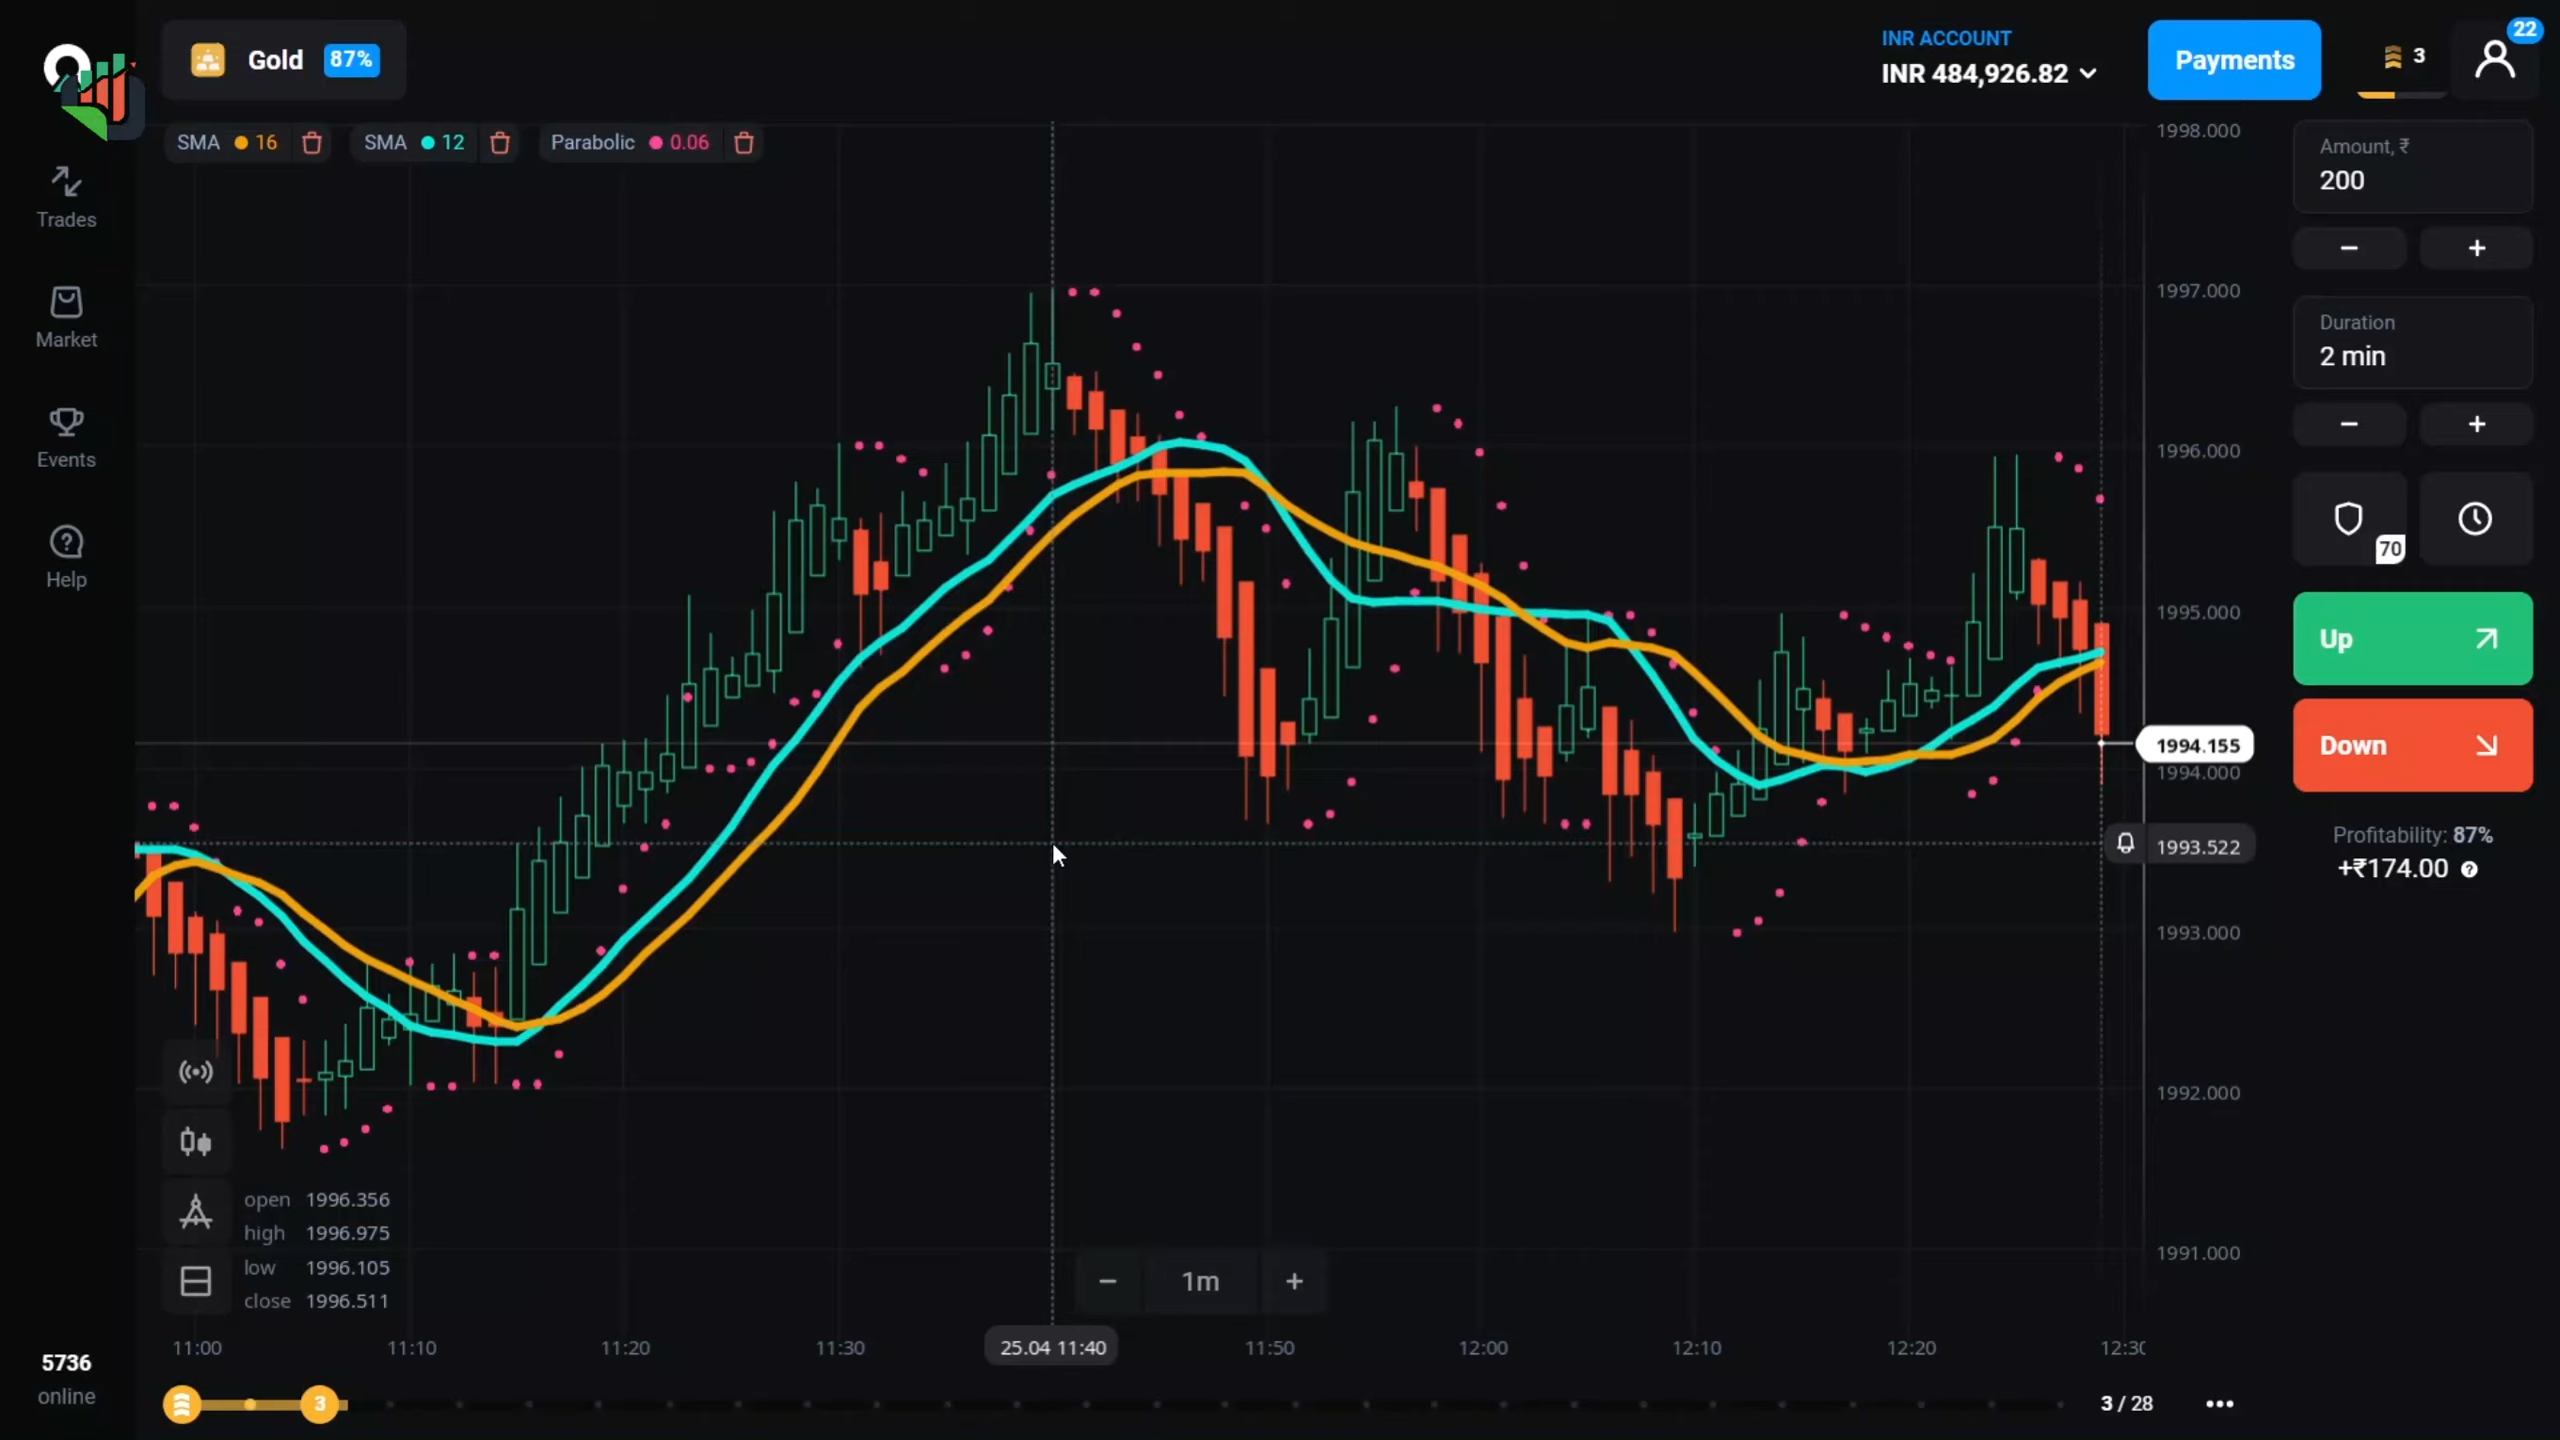 Gold 87%
INR ACCOUNT
INR 484,926.82
Payments
3
22
SMA 16
SMA 12
Parabolic 0.06
Trades
Market
Events
Help
1998.000
1997.000
1996.000
1995.000
1994.155
1994.000
1993.522
1993.000
1992.000
1991.000
Amount, ₹
200
Duration
2 min
70
Up
Down
Profitability: 87%
+₹174.00
open 1996.356
high 1996.975
low 1996.105
close 1996.511
1m
11:00
11:10
11:20
11:30
25.04 11:40
11:50
12:00
12:10
12:20
12:30
5736
online
3
3 / 28